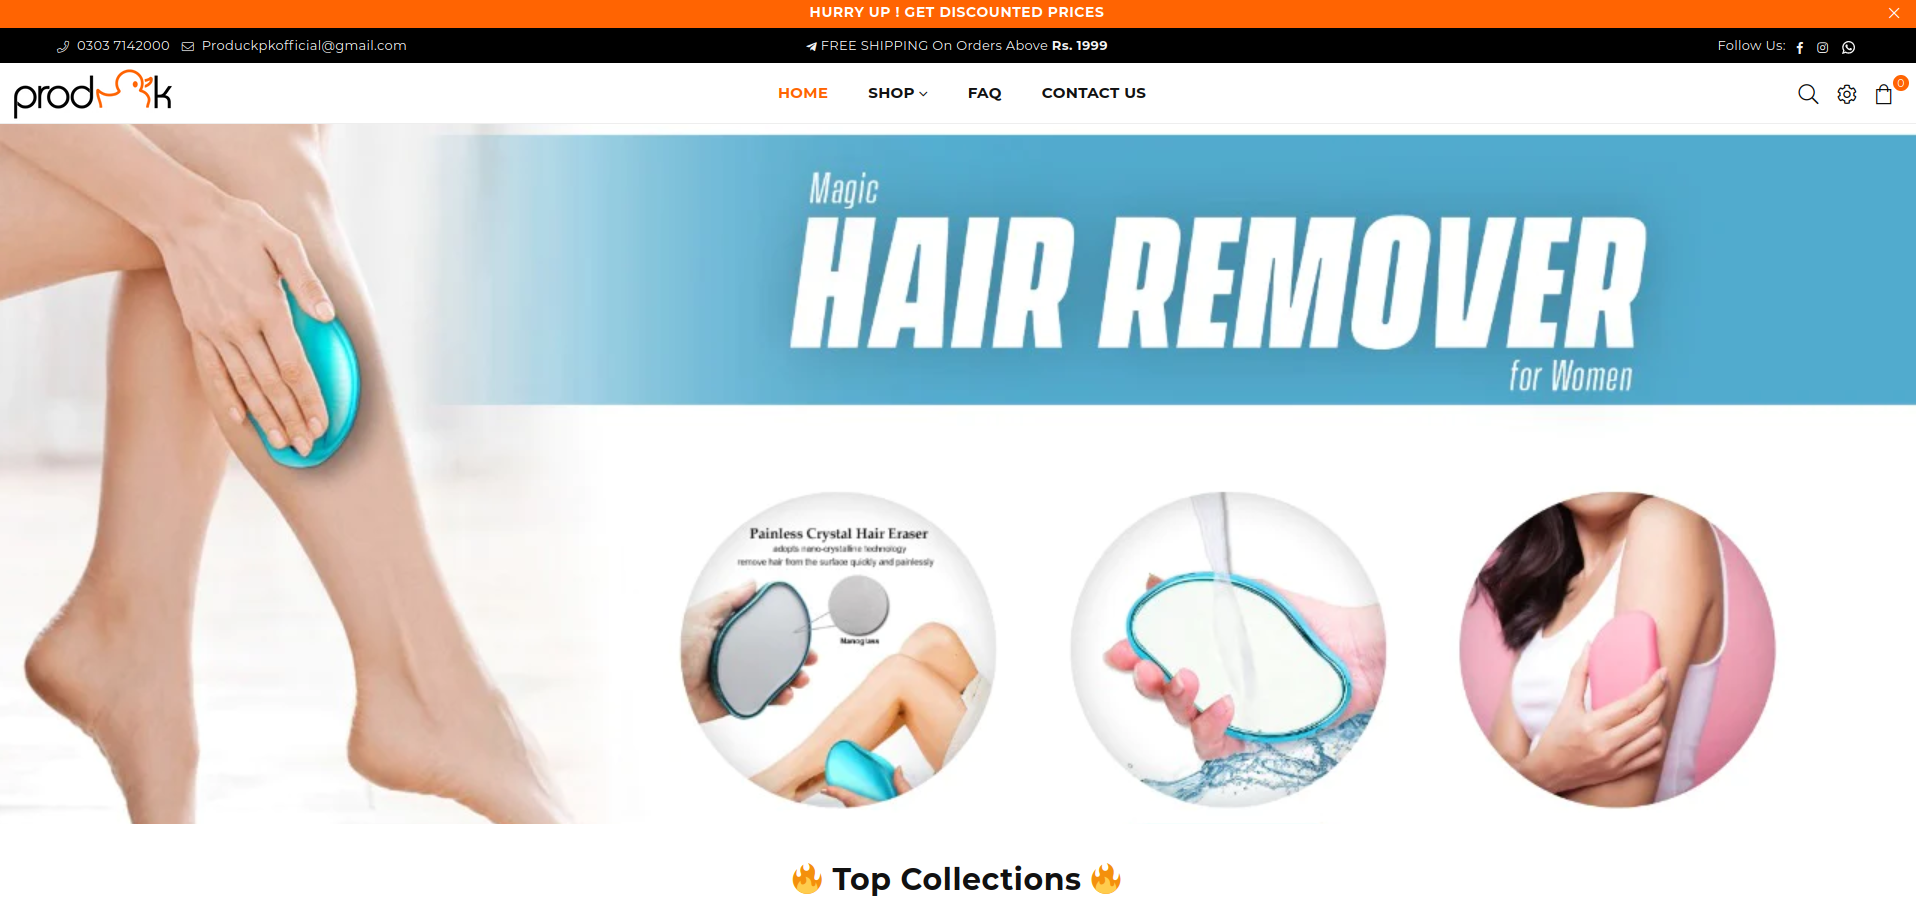 HURRY UP ! GET DISCOUNTED PRICES
0303 7142000 Produckpkofficial@gmail.com
FREE SHIPPING On Orders Above Rs. 1999
Follow Us:
prod k
HOME SHOP FAQ CONTACT US
0
Magic
HAIR REMOVER
for Women
Painless Crystal Hair Eraser
adopts nano-crystalline technology
remove hair from the surface quickly and painlessly
Nanoglass
🔥 Top Collections 🔥